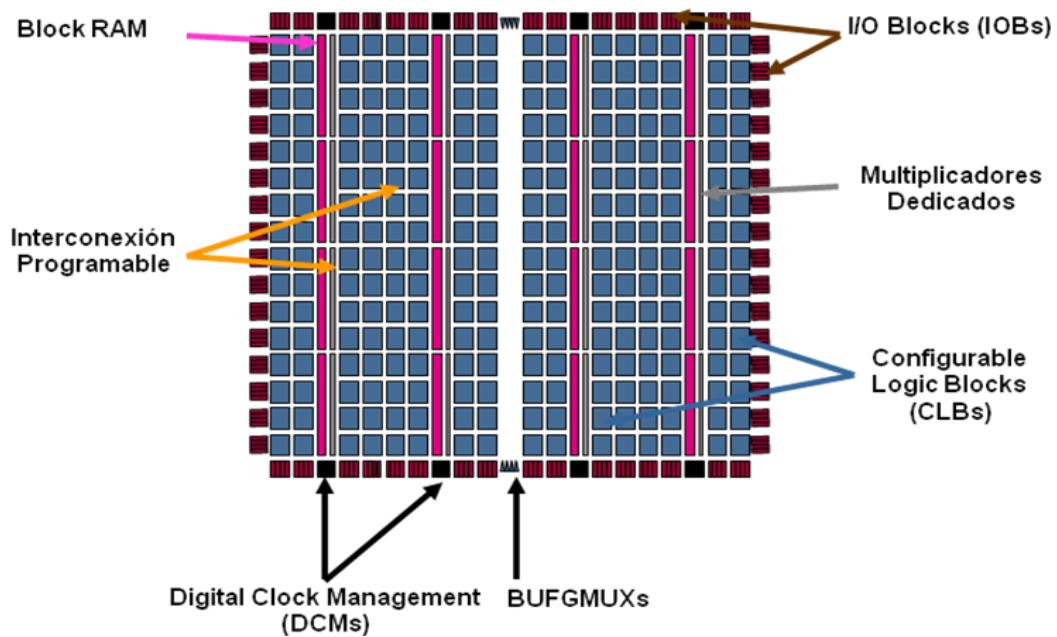 Block RAM
I/O Blocks (IOBs)
Multiplicadores
Dedicados
Interconexión
Programable
Configurable
Logic Blocks
(CLBs)
Digital Clock Management
(DCMs)
BUFGMUXs